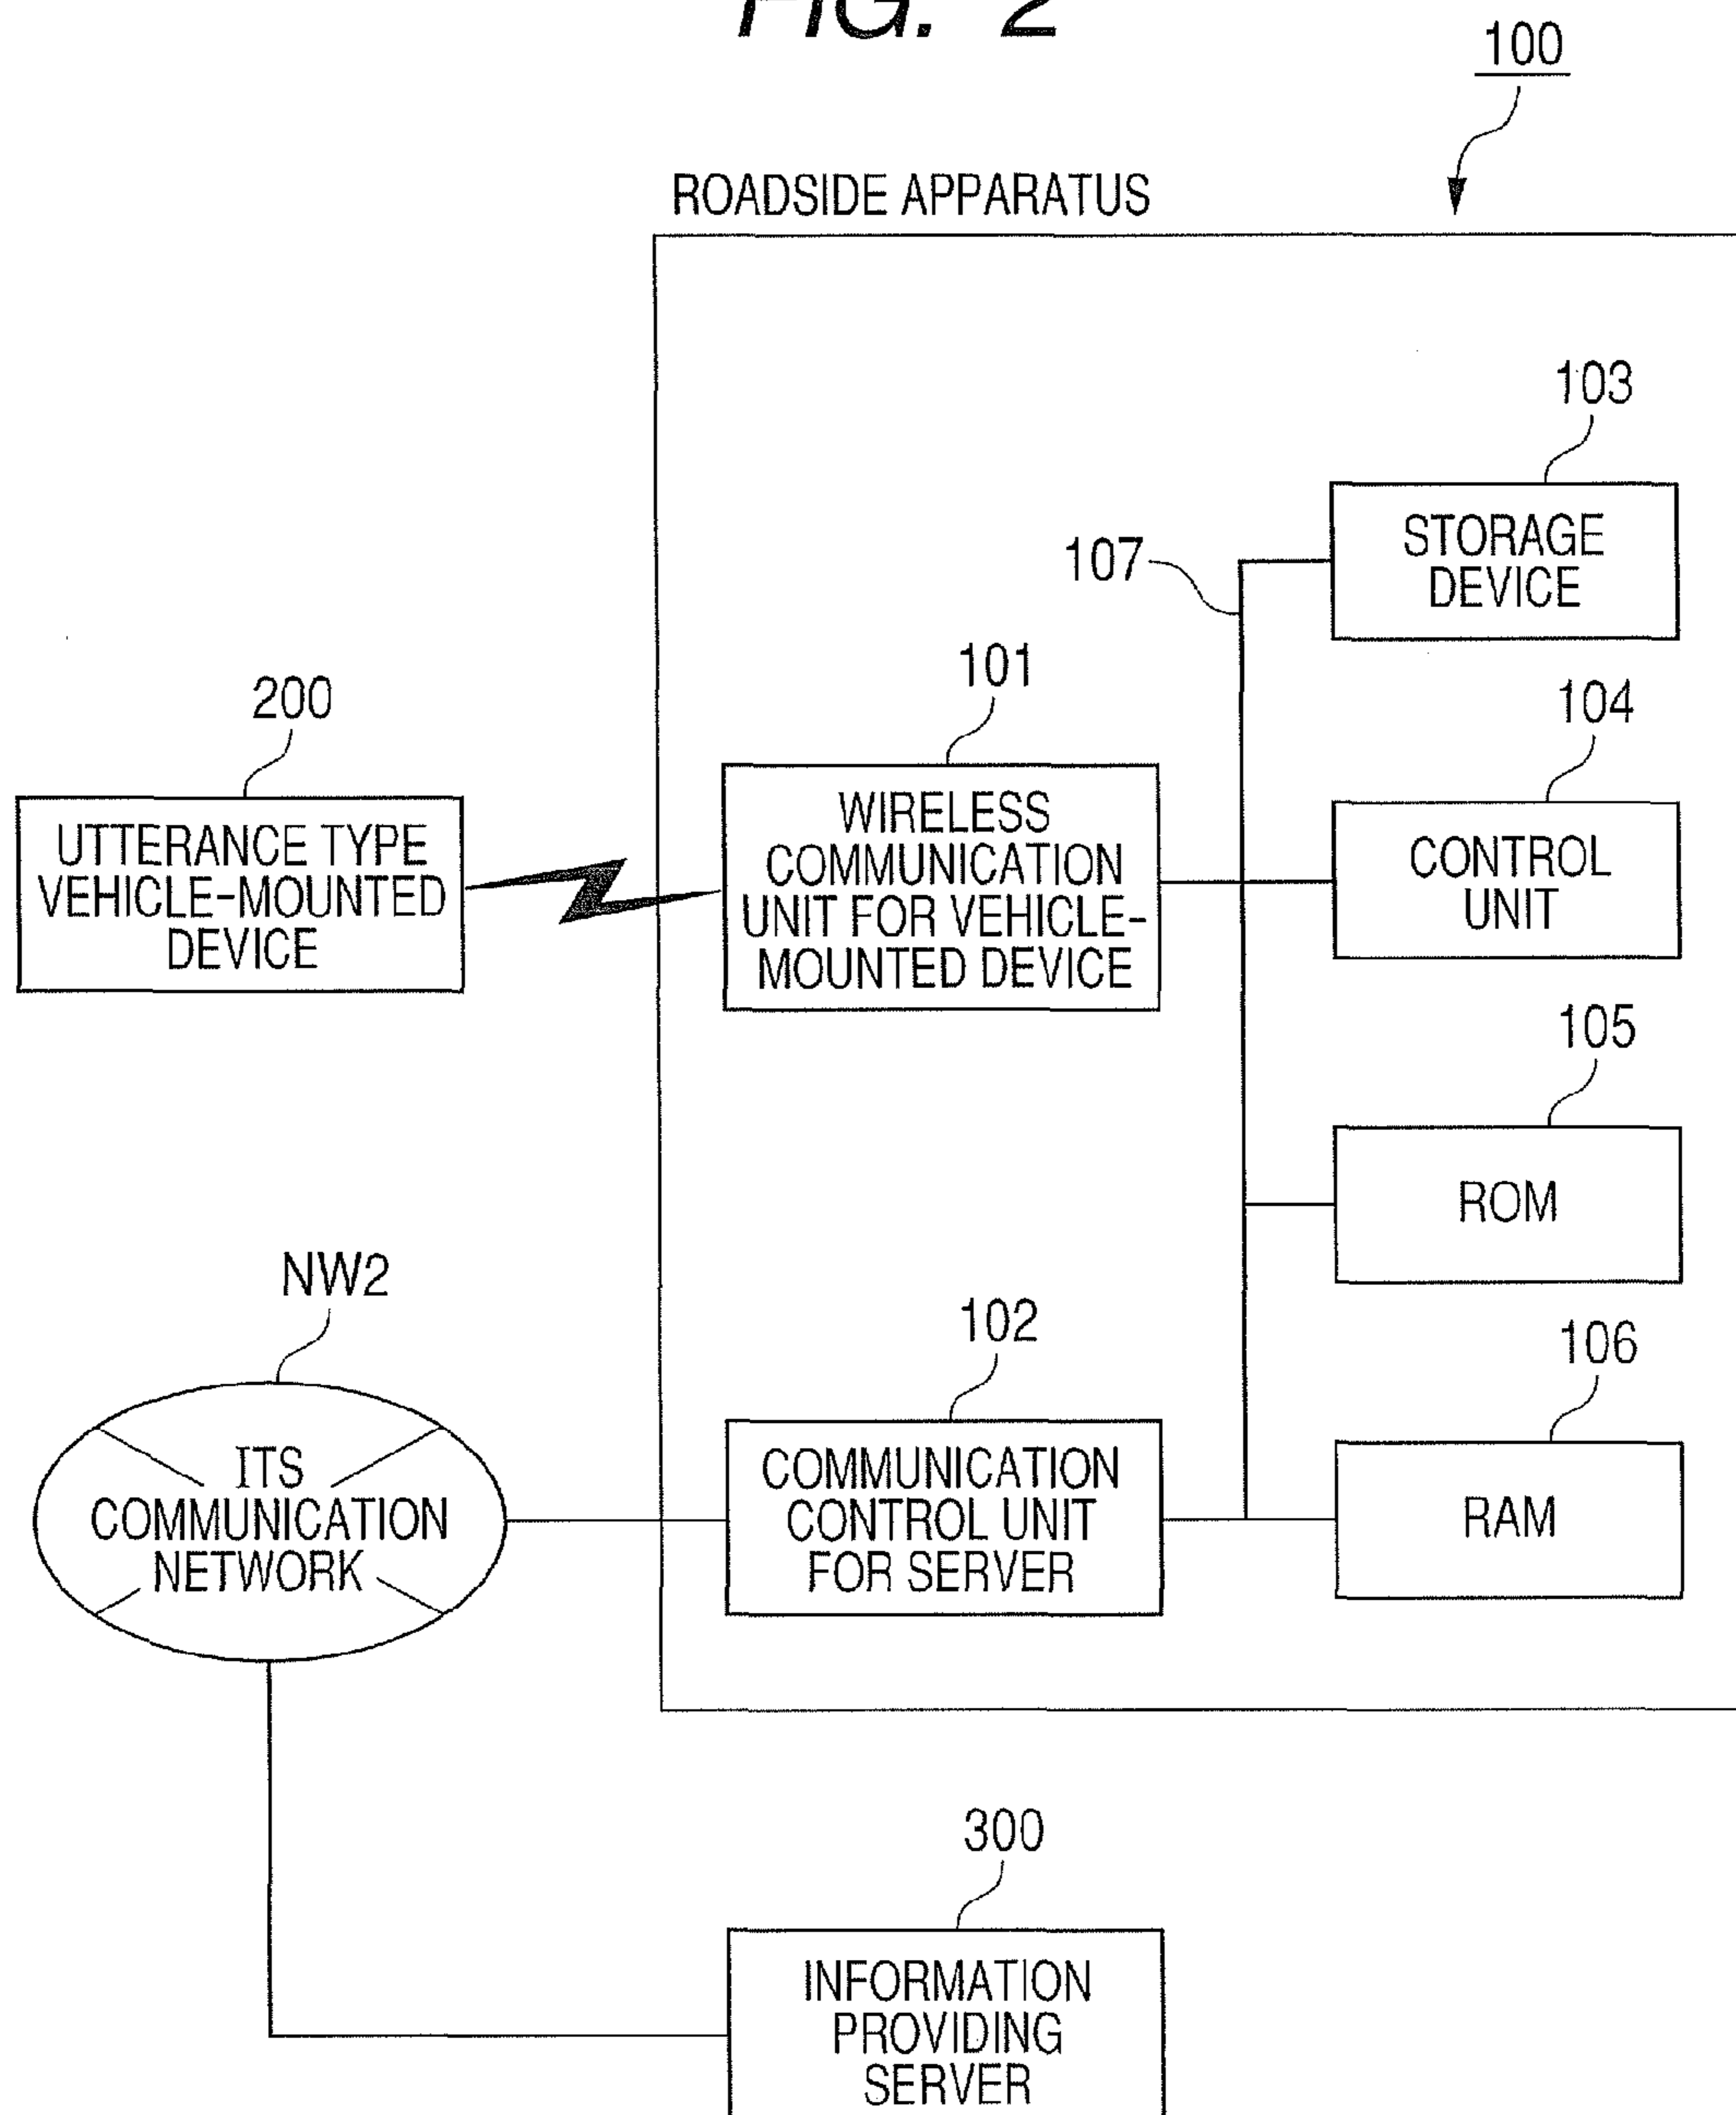 FIG. 2
100
ROADSIDE APPARATUS
103
STORAGE
DEVICE
107
101
WIRELESS
COMMUNICATION
UNIT FOR VEHICLE-
MOUNTED DEVICE
104
CONTROL
UNIT
200
UTTERANCE TYPE
VEHICLE-MOUNTED
DEVICE
105
ROM
NW2
ITS
COMMUNICATION
NETWORK
102
COMMUNICATION
CONTROL UNIT
FOR SERVER
106
RAM
300
INFORMATION
PROVIDING
SERVER